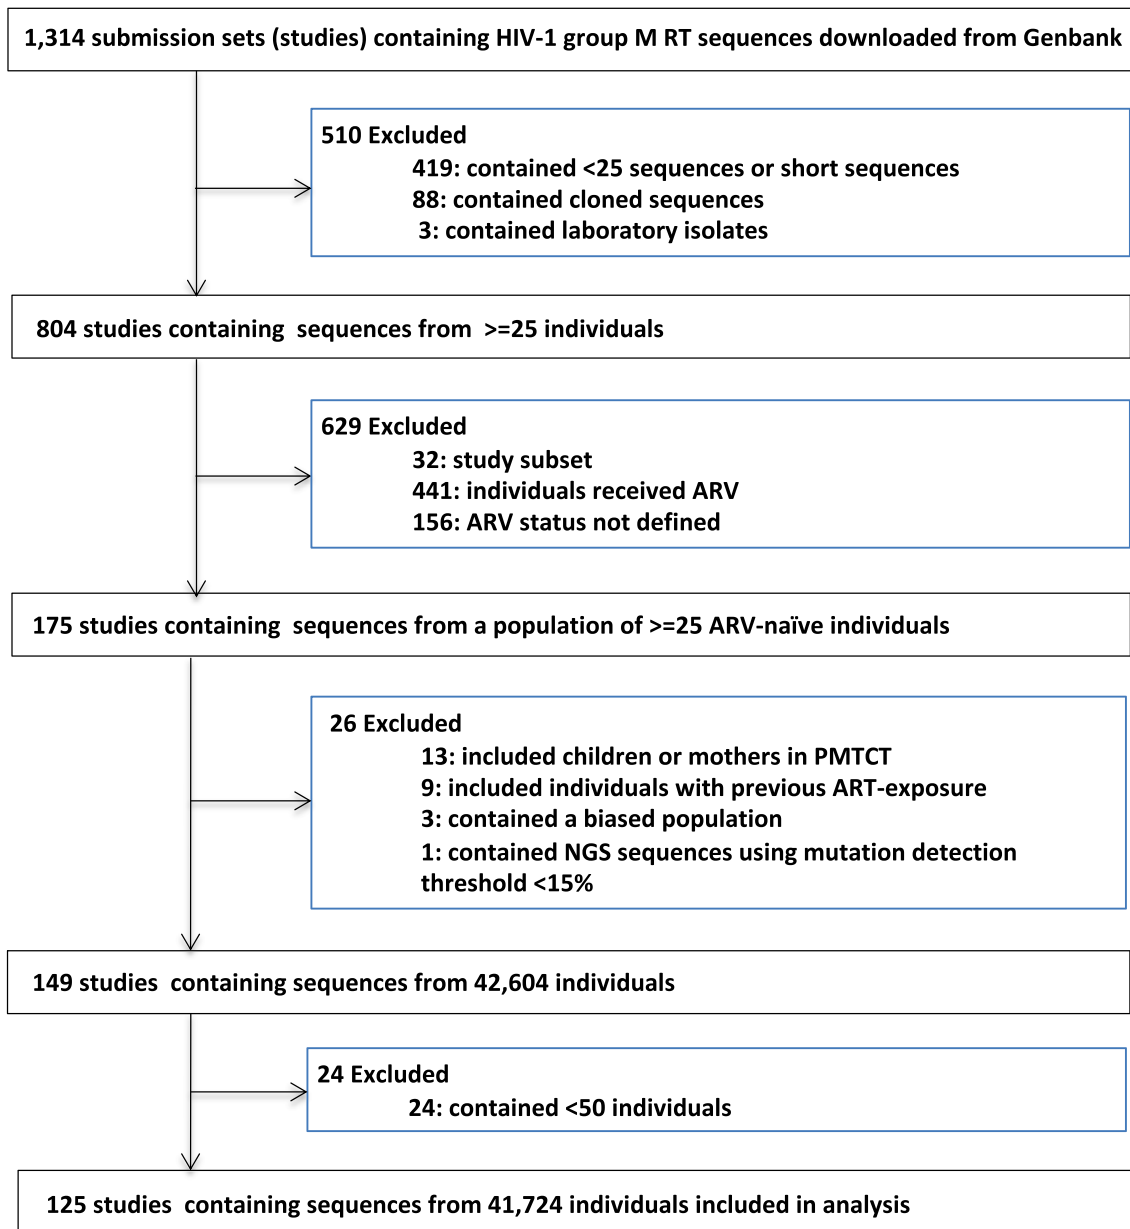 1,314 submission sets (studies) containing HIV-1 group M RT sequences downloaded from Genbank
510 Excluded
419: contained <25 sequences or short sequences
88: contained cloned sequences
3: contained laboratory isolates
804 studies containing sequences from >=25 individuals
629 Excluded
32: study subset
441: individuals received ARV
156: ARV status not defined
175 studies containing sequences from a population of >=25 ARV-naïve individuals
26 Excluded
13: included children or mothers in PMTCT
9: included individuals with previous ART-exposure
3: contained a biased population
1: contained NGS sequences using mutation detection
threshold <15%
149 studies containing sequences from 42,604 individuals
24 Excluded
24: contained <50 individuals
125 studies containing sequences from 41,724 individuals included in analysis